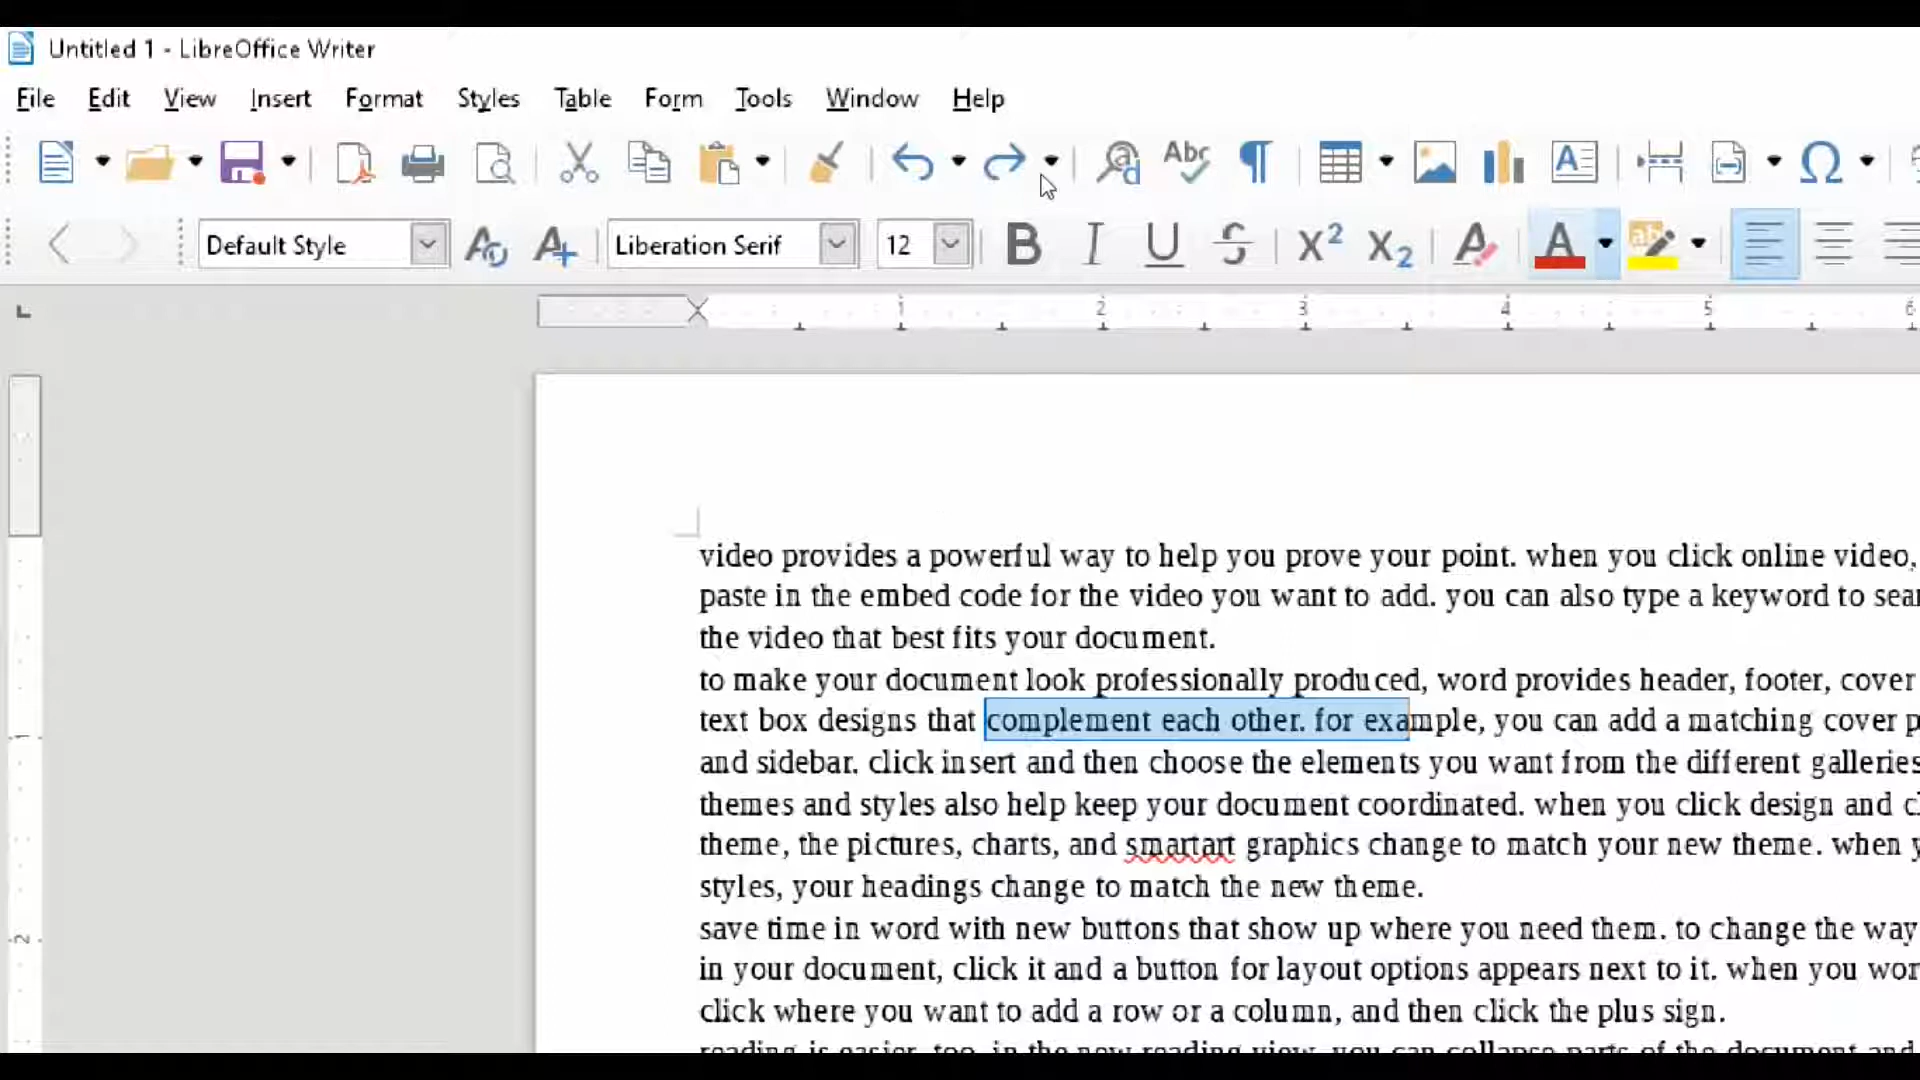 Untitled 1 - LibreOffice Writer
File Edit View Insert Format Styles Table Form Tools Window Help
Default Style Liberation Serif 12
1 2 3 4 5 6
video provides a powerful way to help you prove your point. when you click online video,
paste in the embed code for the video you want to add. you can also type a keyword to sear
the video that best fits your document.
to make your document look professionally produced, word provides header, footer, cover
text box designs that complement each other. for example, you can add a matching cover p
and sidebar. click insert and then choose the elements you want from the different galleries
themes and styles also help keep your document coordinated. when you click design and cl
theme, the pictures, charts, and smartart graphics change to match your new theme. when y
styles, your headings change to match the new theme.
save time in word with new buttons that show up where you need them. to change the way
in your document, click it and a button for layout options appears next to it. when you wor
click where you want to add a row or a column, and then click the plus sign.
reading is easier, too, in the new reading view. you can collapse parts of the document and